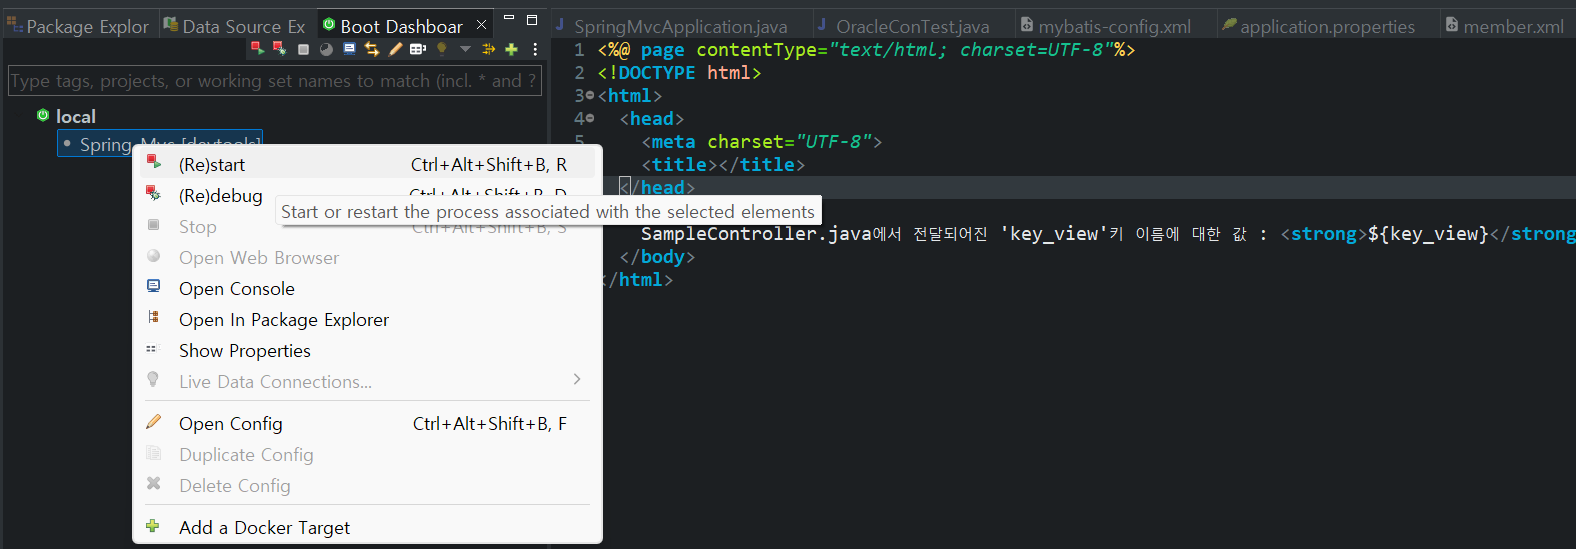 Package Explor
Data Source Ex
Boot Dashboar
Type tags, projects, or working set names to match (incl. * and ?
local
Spring Mvc [devtools]
(Re)start Ctrl+Alt+Shift+B, R
(Re)debug Ctrl+Alt+Shift+B, D
Start or restart the process associated with the selected elements
Stop Ctrl+Alt+Shift+B, S
Open Web Browser
Open Console
Open In Package Explorer
Show Properties
Live Data Connections...
Open Config Ctrl+Alt+Shift+B, F
Duplicate Config
Delete Config
Add a Docker Target
SpringMvcApplication.java
OracleConTest.java
mybatis-config.xml
application.properties
member.xml
1 <%@ page contentType="text/html; charset=UTF-8"%>
2 <!DOCTYPE html>
3 <html>
4 <head>
5 <meta charset="UTF-8">
<title></title>
</head>
SampleController.java에서 전달되어진 'key_view'키 이름에 대한 값 : <strong>${key_view}</strong
</body>
</html>